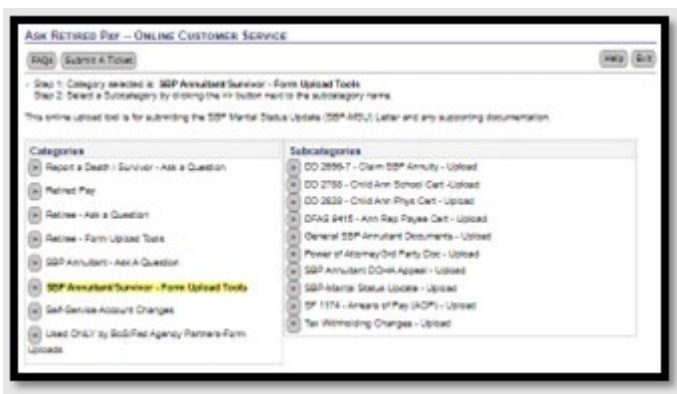 ASK RETIRED PAY – ONLINE CUSTOMER SERVICE
FAQs Submit A Ticket Help Exit
Step 1: Category selected is: SBP Annuitant/Survivor - Form Upload Tools
Step 2: Select a Subcategory by clicking the >> button next to the subcategory name.
This online upload tool is for submitting the SBP Marital Status Update (SBP-MSU) Letter and any supporting documentation.
Categories
Report a Death / Survivor - Ask a Question
Retired Pay
Retiree - Ask a Question
Retiree - Form Upload Tools
SBP Annuitant - Ask A Question
SBP Annuitant/Survivor - Form Upload Tools
Self-Service Account Changes
Used ONLY by BoS/Fed Agency Partners-Form
Uploads
Subcategories
DD 2656-7 - Claim SBP Annuity - Upload
DD 2788 - Child Ann School Cert -Upload
DD 2828 - Child Ann Phys Cert - Upload
DFAS 9415 - Ann Rep Payee Cert - Upload
General SBP Annuitant Documents - Upload
Power of Attorney/3rd Party Doc - Upload
SBP Annuitant DOHA Appeal - Upload
SBP-Marital Status Update - Upload
SF 1174 - Arrears of Pay (AOP) - Upload
Tax Withholding Changes - Upload